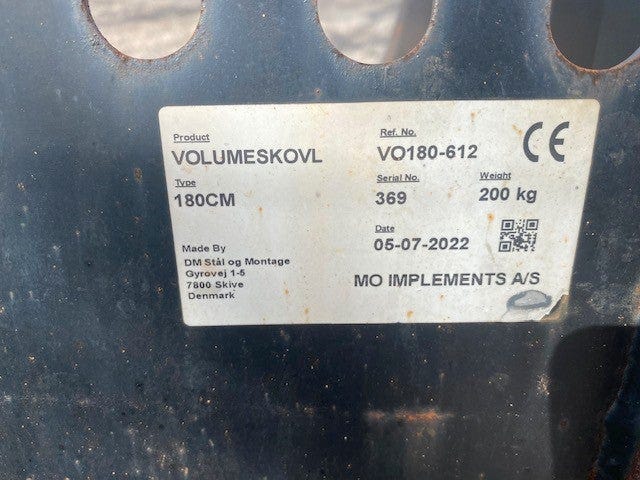 Product
VOLUMESKOVL
Type
180CM
Ref. No.
VO180-612
Serial No.
369
Weight
200 kg
CE
Date
05-07-2022
Made By
DM Stål og Montage
Gyrovej 1-5
7800 Skive
Denmark
MO IMPLEMENTS A/S